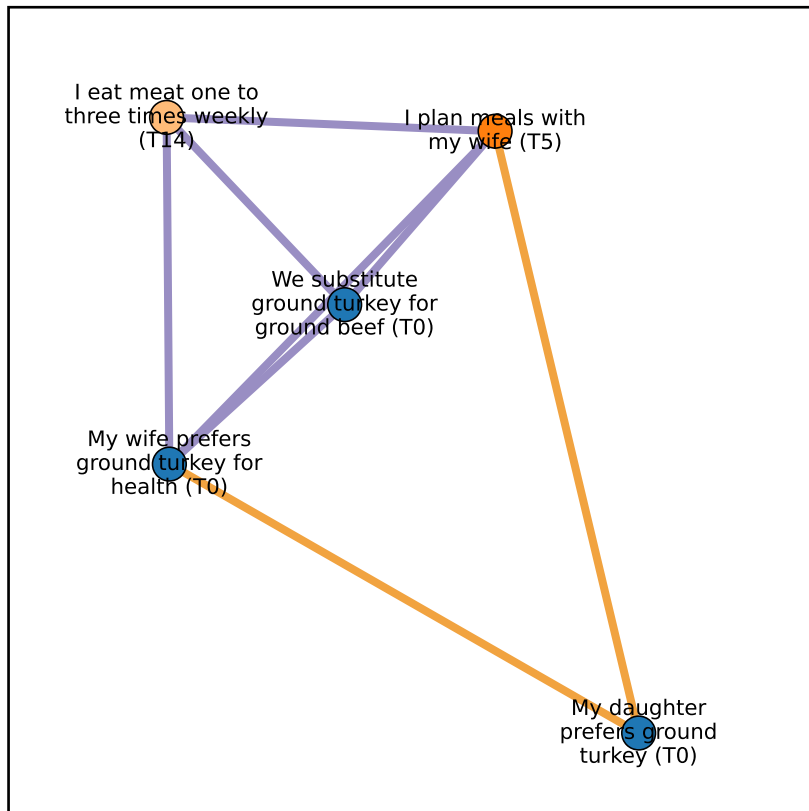 I eat meat one to
three times weekly
(T14)
I plan meals with
my wife (T5)
We substitute
ground turkey for
ground beef (T0)
My wife prefers
ground turkey for
health (T0)
My daughter
prefers ground
turkey (T0)